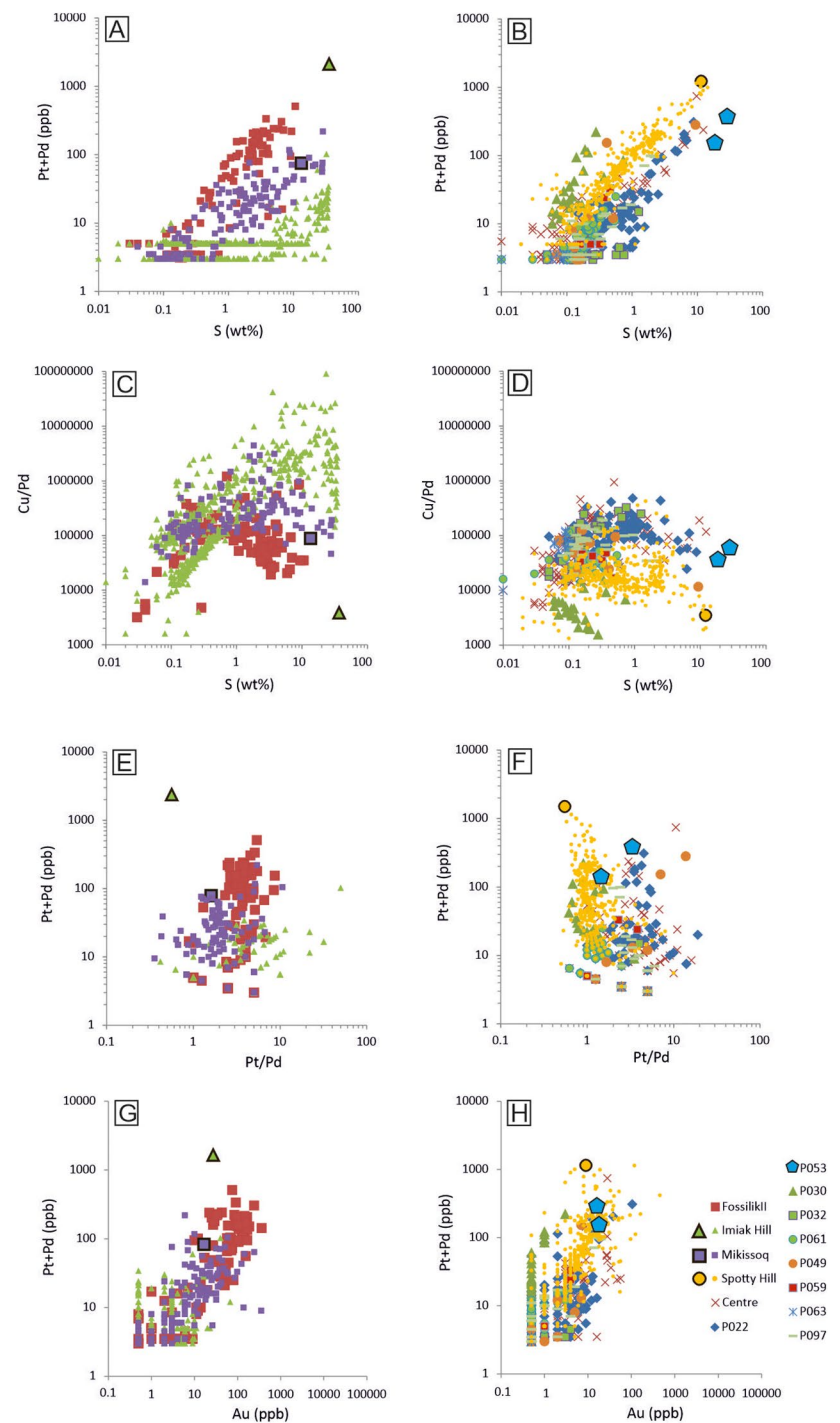 A
10000
1000
100
10
1
Pt+Pd (ppb)
0.01 0.1 1 10 100
S (wt%)
B
10000
1000
100
10
1
Pt+Pd (ppb)
0.01 0.1 1 10 100
S (wt%)
C
100000000
10000000
1000000
100000
10000
1000
Cu/Pd
0.01 0.1 1 10 100
S (wt%)
D
100000000
10000000
1000000
100000
10000
1000
Cu/Pd
0.01 0.1 1 10 100
S (wt%)
E
10000
1000
100
10
1
Pt+Pd (ppb)
0.1 1 10 100
Pt/Pd
F
10000
1000
100
10
1
Pt+Pd (ppb)
0.1 1 10 100
Pt/Pd
G
10000
1000
100
10
1
Pt+Pd (ppb)
0.1 1 10 100 1000 10000 100000
Au (ppb)
H
10000
1000
100
10
1
Pt+Pd (ppb)
0.1 1 10 100 1000 10000 100000
Au (ppb)
FossilikII
Imiak Hill
Mikissoq
Spotty Hill
Centre
P022
P053
P030
P032
P061
P049
P059
P063
P097